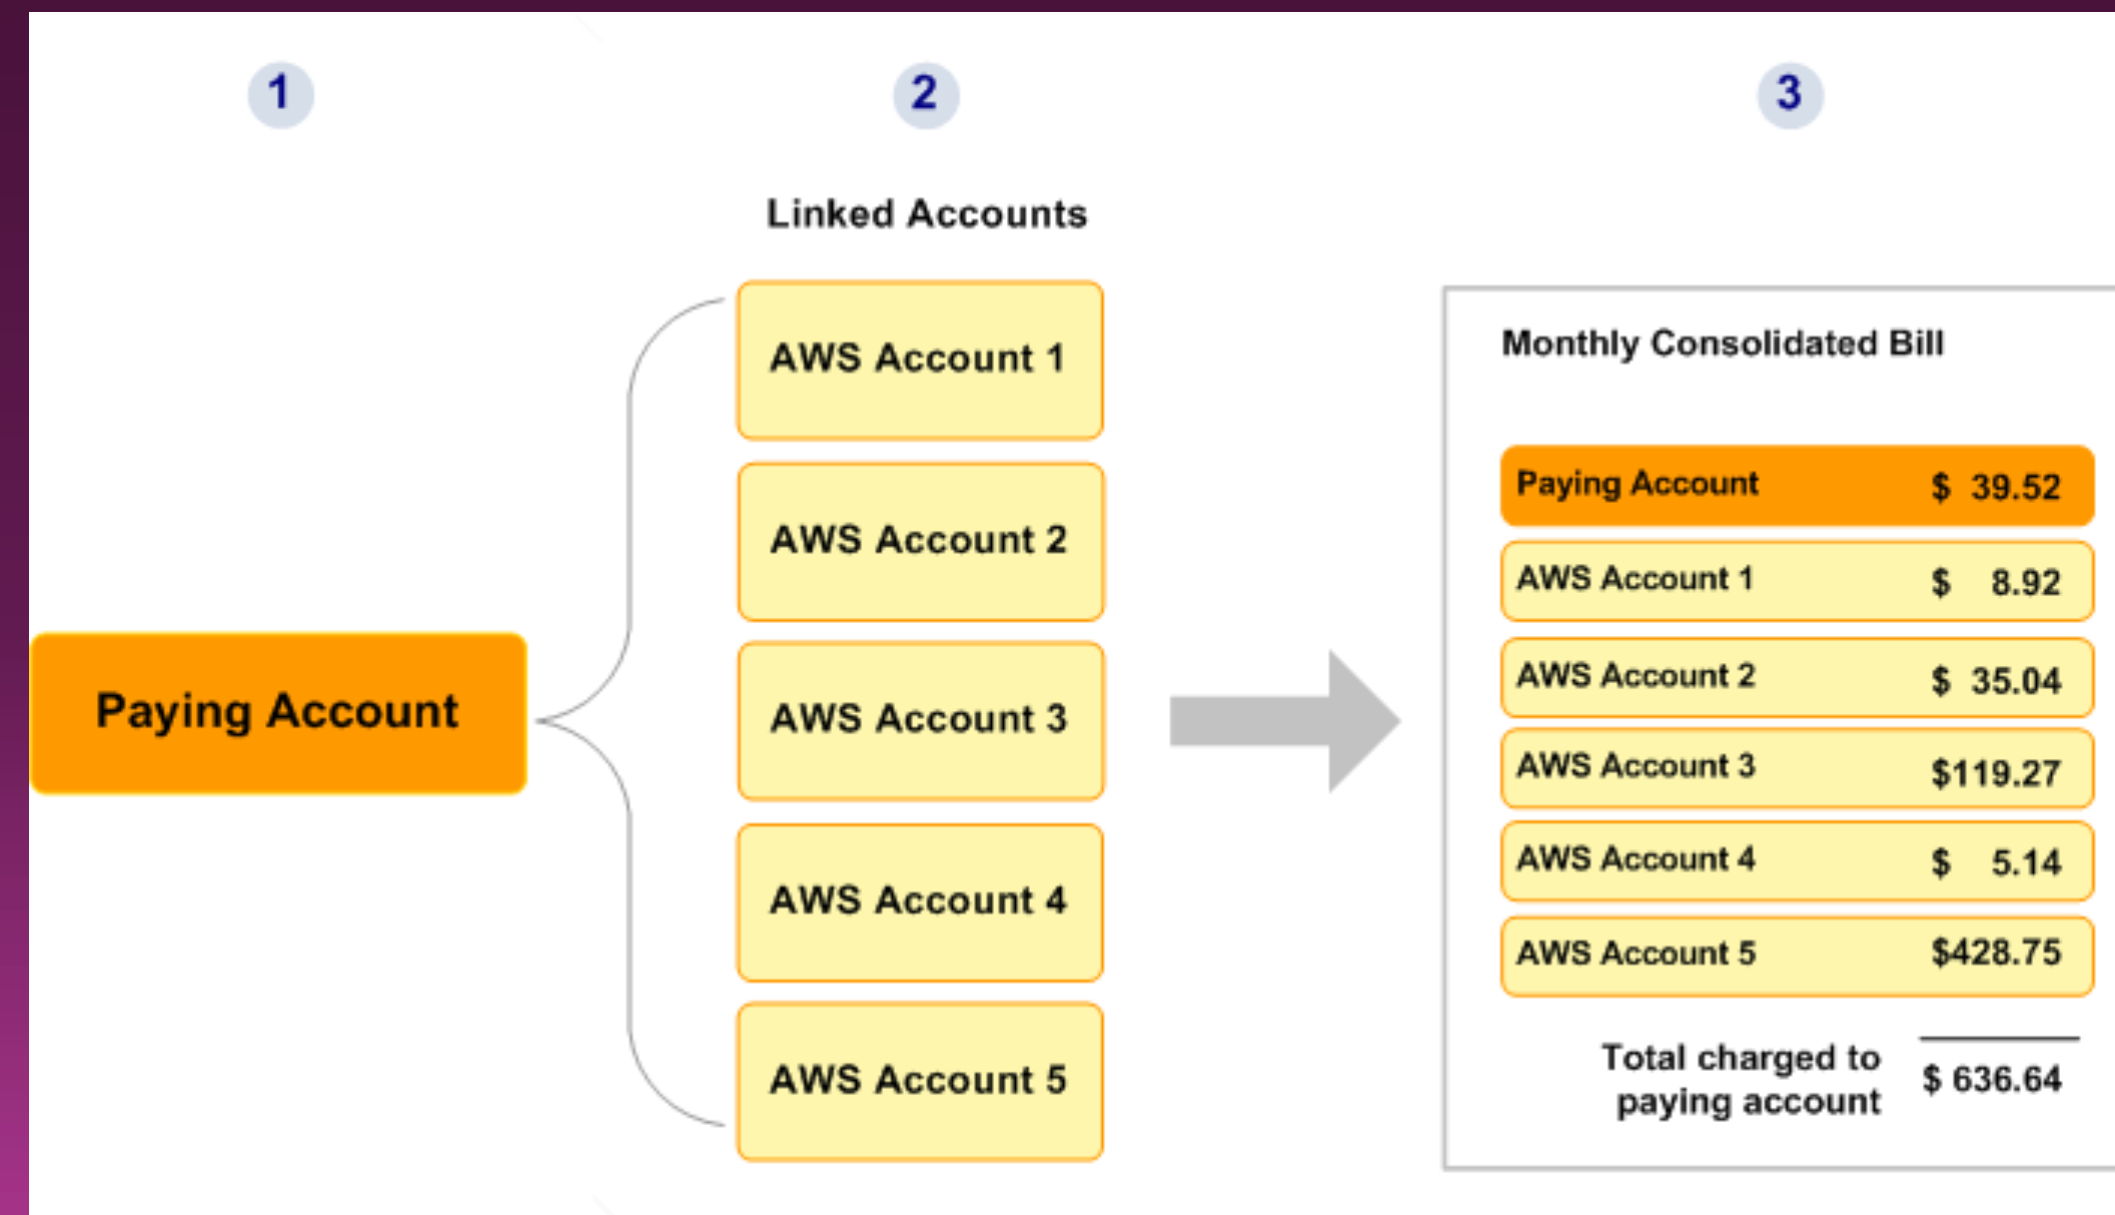 1
2
3
Linked Accounts
Paying Account
AWS Account 1
AWS Account 2
AWS Account 3
AWS Account 4
AWS Account 5
Monthly Consolidated Bill
Paying Account $ 39.52
AWS Account 1 $ 8.92
AWS Account 2 $ 35.04
AWS Account 3 $119.27
AWS Account 4 $ 5.14
AWS Account 5 $428.75
Total charged to
paying account $ 636.64